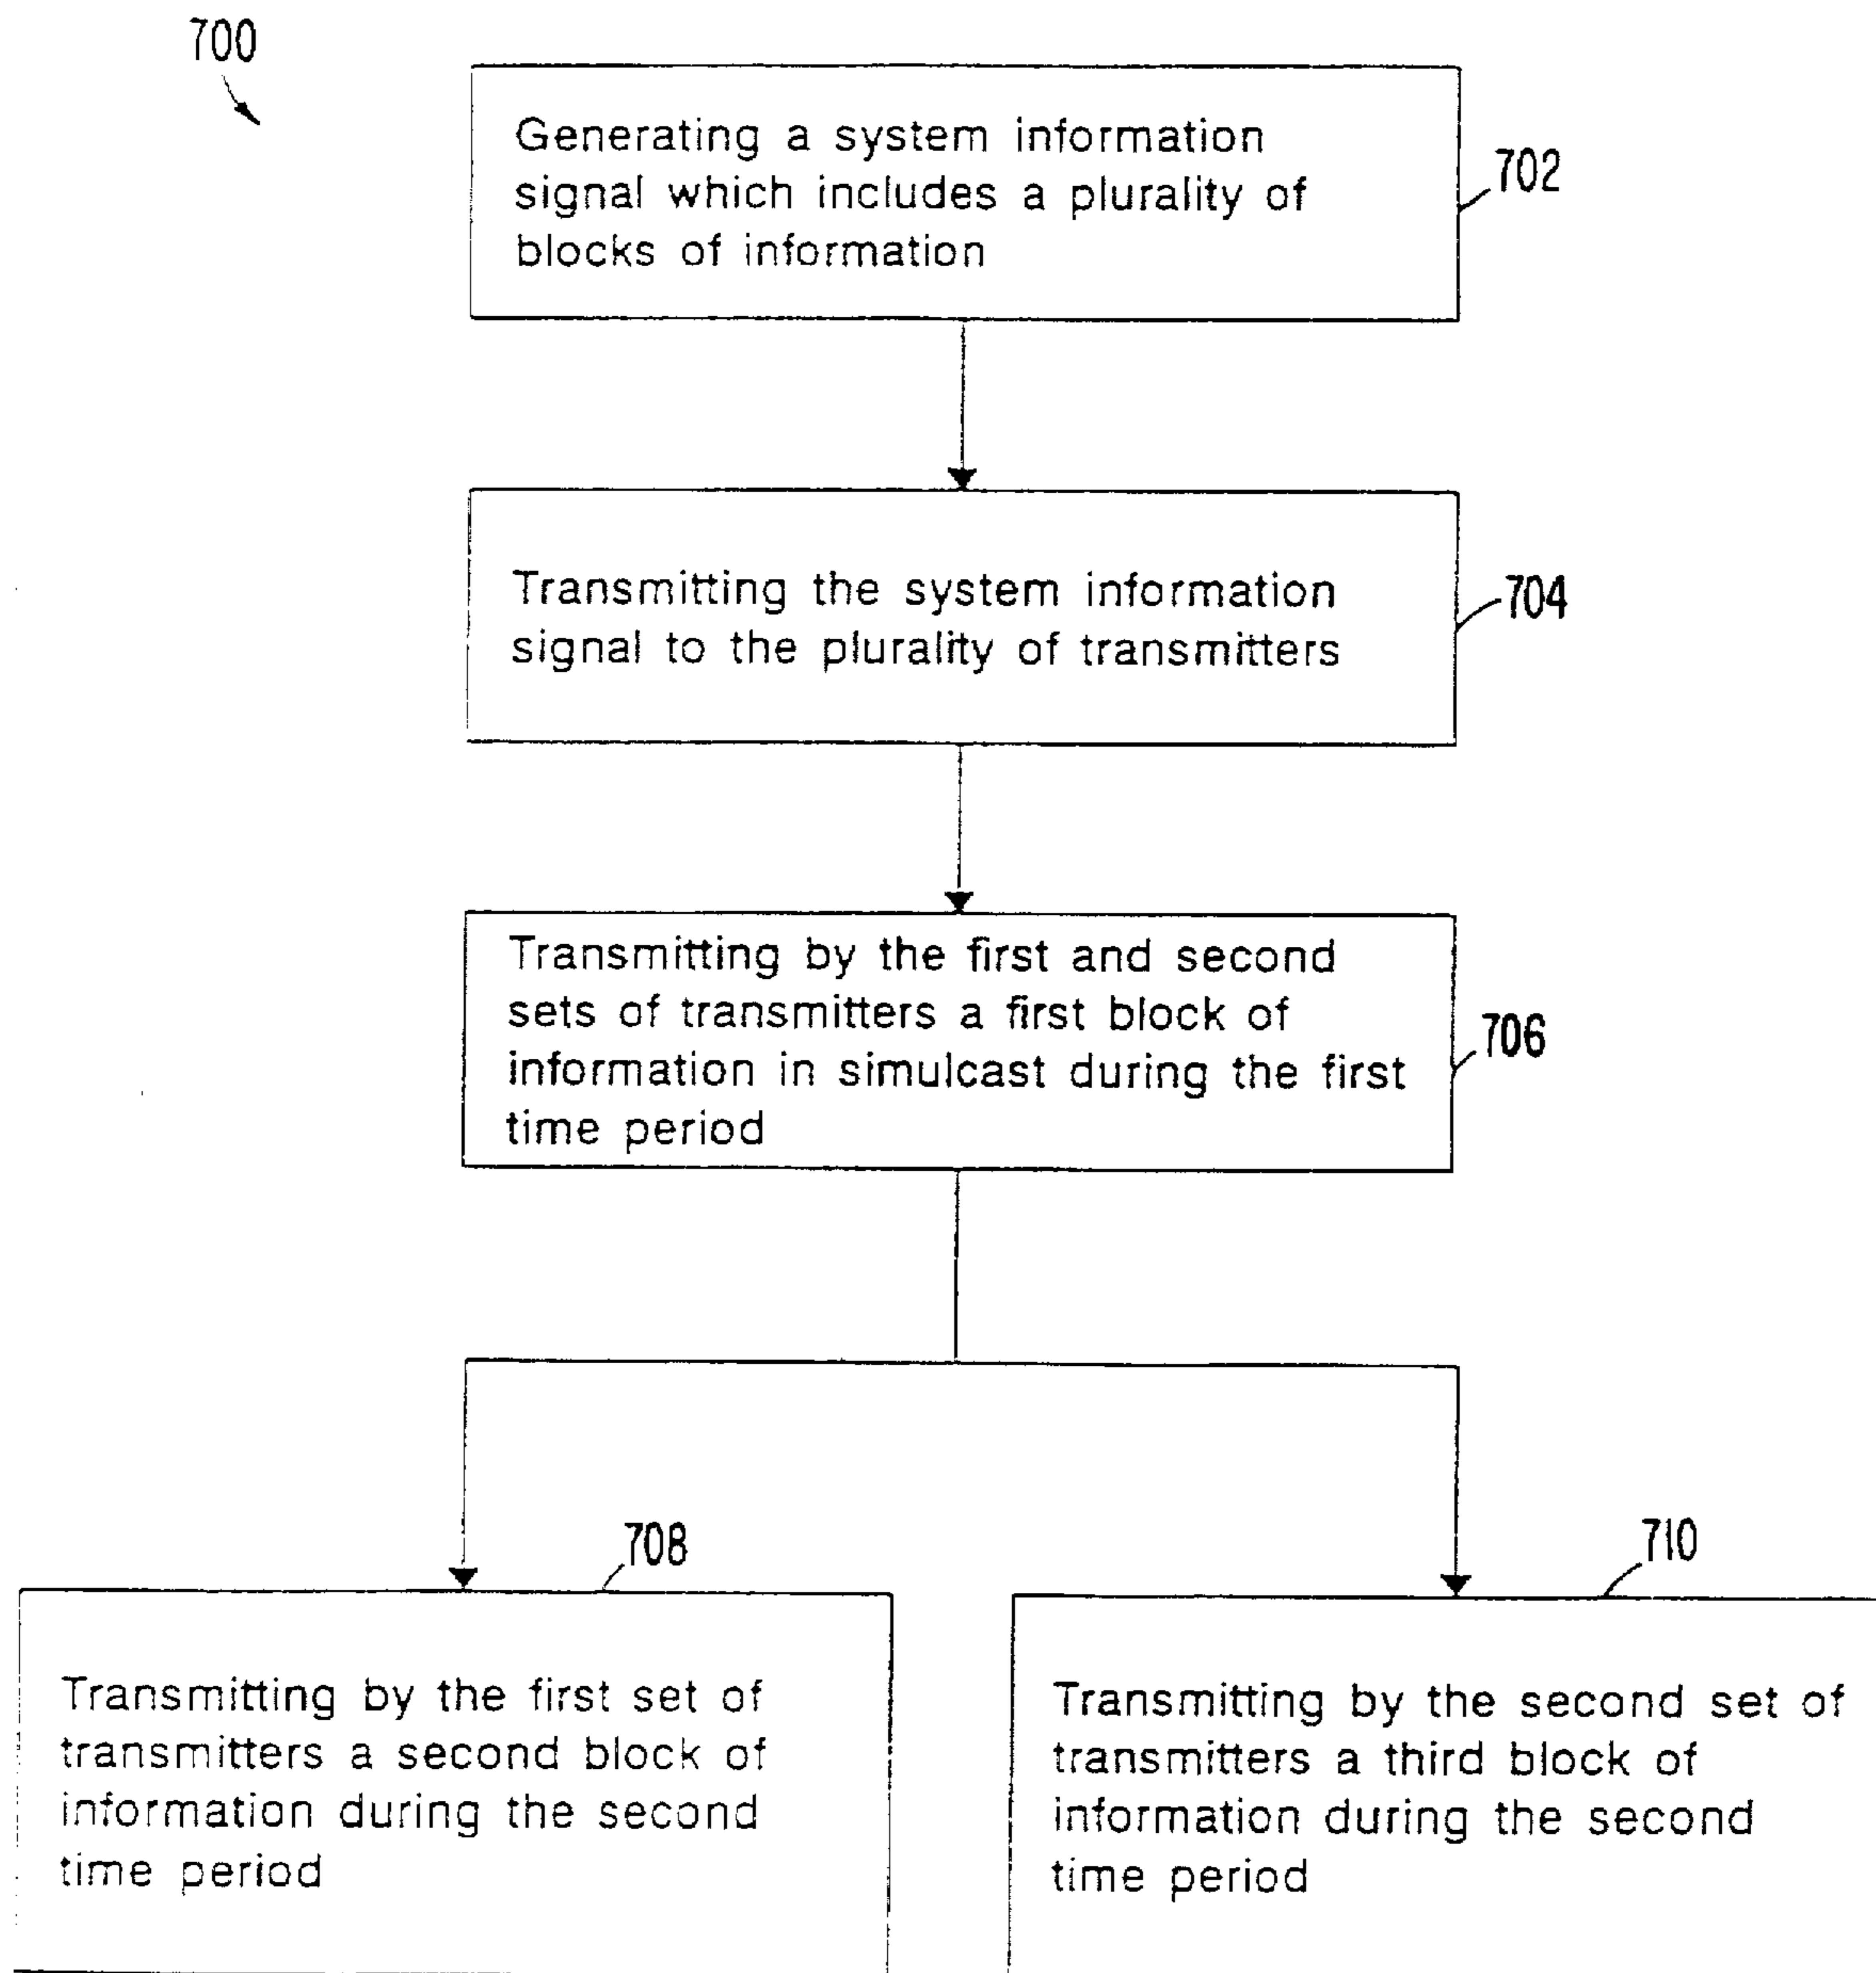 700
Generating a system information
signal which includes a plurality of
blocks of information
702
Transmitting the system information
signal to the plurality of transmitters
704
Transmitting by the first and second
sets of transmitters a first block of
information in simulcast during the first
time period
706
708
Transmitting by the first set of
transmitters a second block of
information during the second
time period
710
Transmitting by the second set of
transmitters a third block of
information during the second
time period